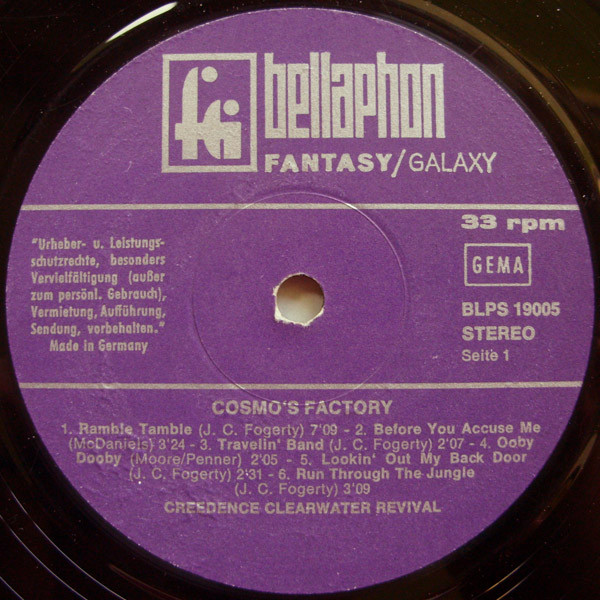 fG bellaphon
FANTASY/GALAXY
33 rpm
GEMA
BLPS 19005
STEREO
Seite 1
"Urheber- u. Leistungs-
schutzrechte, besonders
Vervielfältigung (außer
zum persönl. Gebrauch),
Vermietung, Aufführung,
Sendung, vorbehalten."
Made in Germany
COSMO'S FACTORY
1. Ramble Tamble (J. C. Fogerty) 7'09 - 2. Before You Accuse Me
(McDaniels) 3'24 - 3. Travelin' Band (J. C. Fogerty) 2'07 - 4. Ooby
Dooby (Moore/Penner) 2'05 - 5. Lookin' Out My Back Door
(J. C. Fogerty) 2'31 - 6. Run Through The Jungle
(J. C. Fogerty) 3'09
CREEDENCE CLEARWATER REVIVAL